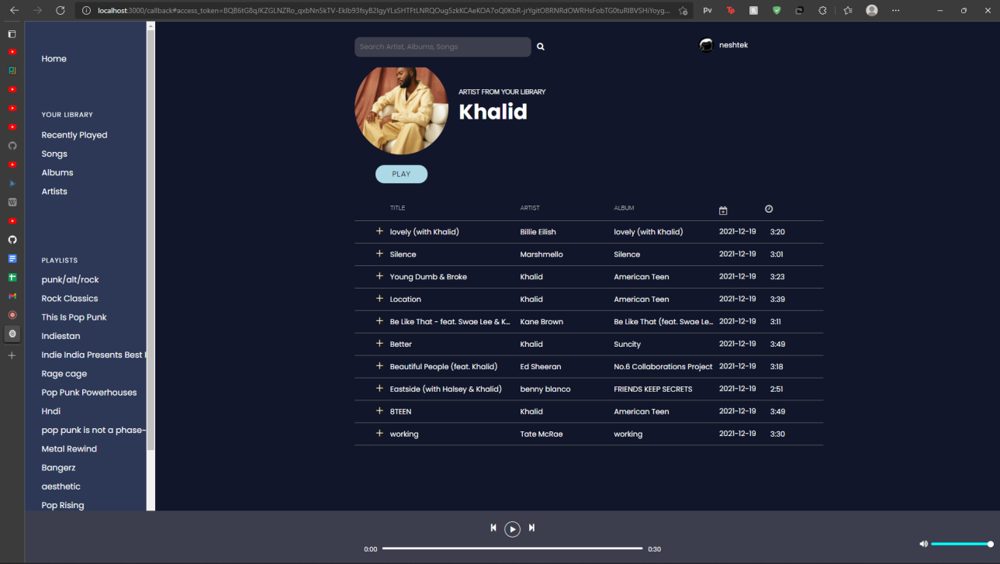 localhost:3000/callback#access_token=
Pv
Tp
Search Artist, Albums, Songs
neshtek
Home
YOUR LIBRARY
Recently Played
Songs
Albums
Artists
PLAYLISTS
punk/alt/rock
Rock Classics
This Is Pop Punk
Indiestan
Indie India Presents Best
Rage cage
Pop Punk Powerhouses
Hndi
pop punk is not a phase~
Metal Rewind
Bangerz
aesthetic
Pop Rising
ARTIST FROM YOUR LIBRARY
Khalid
PLAY
TITLE ARTIST ALBUM
+ lovely (with Khalid) Billie Eilish lovely (with Khalid) 2021-12-19 3:20
+ Silence Marshmello Silence 2021-12-19 3:01
+ Young Dumb & Broke Khalid American Teen 2021-12-19 3:23
+ Location Khalid American Teen 2021-12-19 3:39
+ Be Like That - feat. Swae Lee & K... Kane Brown Be Like That (feat. Swae Le... 2021-12-19 3:11
+ Better Khalid Suncity 2021-12-19 3:49
+ Beautiful People (feat. Khalid) Ed Sheeran No.6 Collaborations Project 2021-12-19 3:18
+ Eastside (with Halsey & Khalid) benny blanco FRIENDS KEEP SECRETS 2021-12-19 2:51
+ 8TEEN Khalid American Teen 2021-12-19 3:49
+ working Tate McRae working 2021-12-19 3:30
0:00 0:30